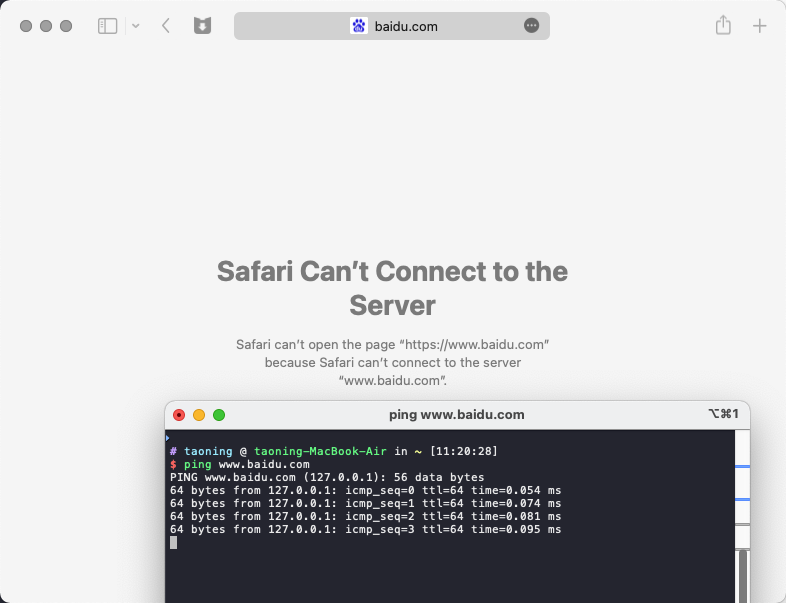 baidu.com
Safari Can’t Connect to the
Server
Safari can’t open the page “https://www.baidu.com”
because Safari can’t connect to the server
“www.baidu.com”.
ping www.baidu.com
⌥⌘1
# taoning @ taoning-MacBook-Air in ~ [11:20:28]
$ ping www.baidu.com
PING www.baidu.com (127.0.0.1): 56 data bytes
64 bytes from 127.0.0.1: icmp_seq=0 ttl=64 time=0.054 ms
64 bytes from 127.0.0.1: icmp_seq=1 ttl=64 time=0.074 ms
64 bytes from 127.0.0.1: icmp_seq=2 ttl=64 time=0.081 ms
64 bytes from 127.0.0.1: icmp_seq=3 ttl=64 time=0.095 ms